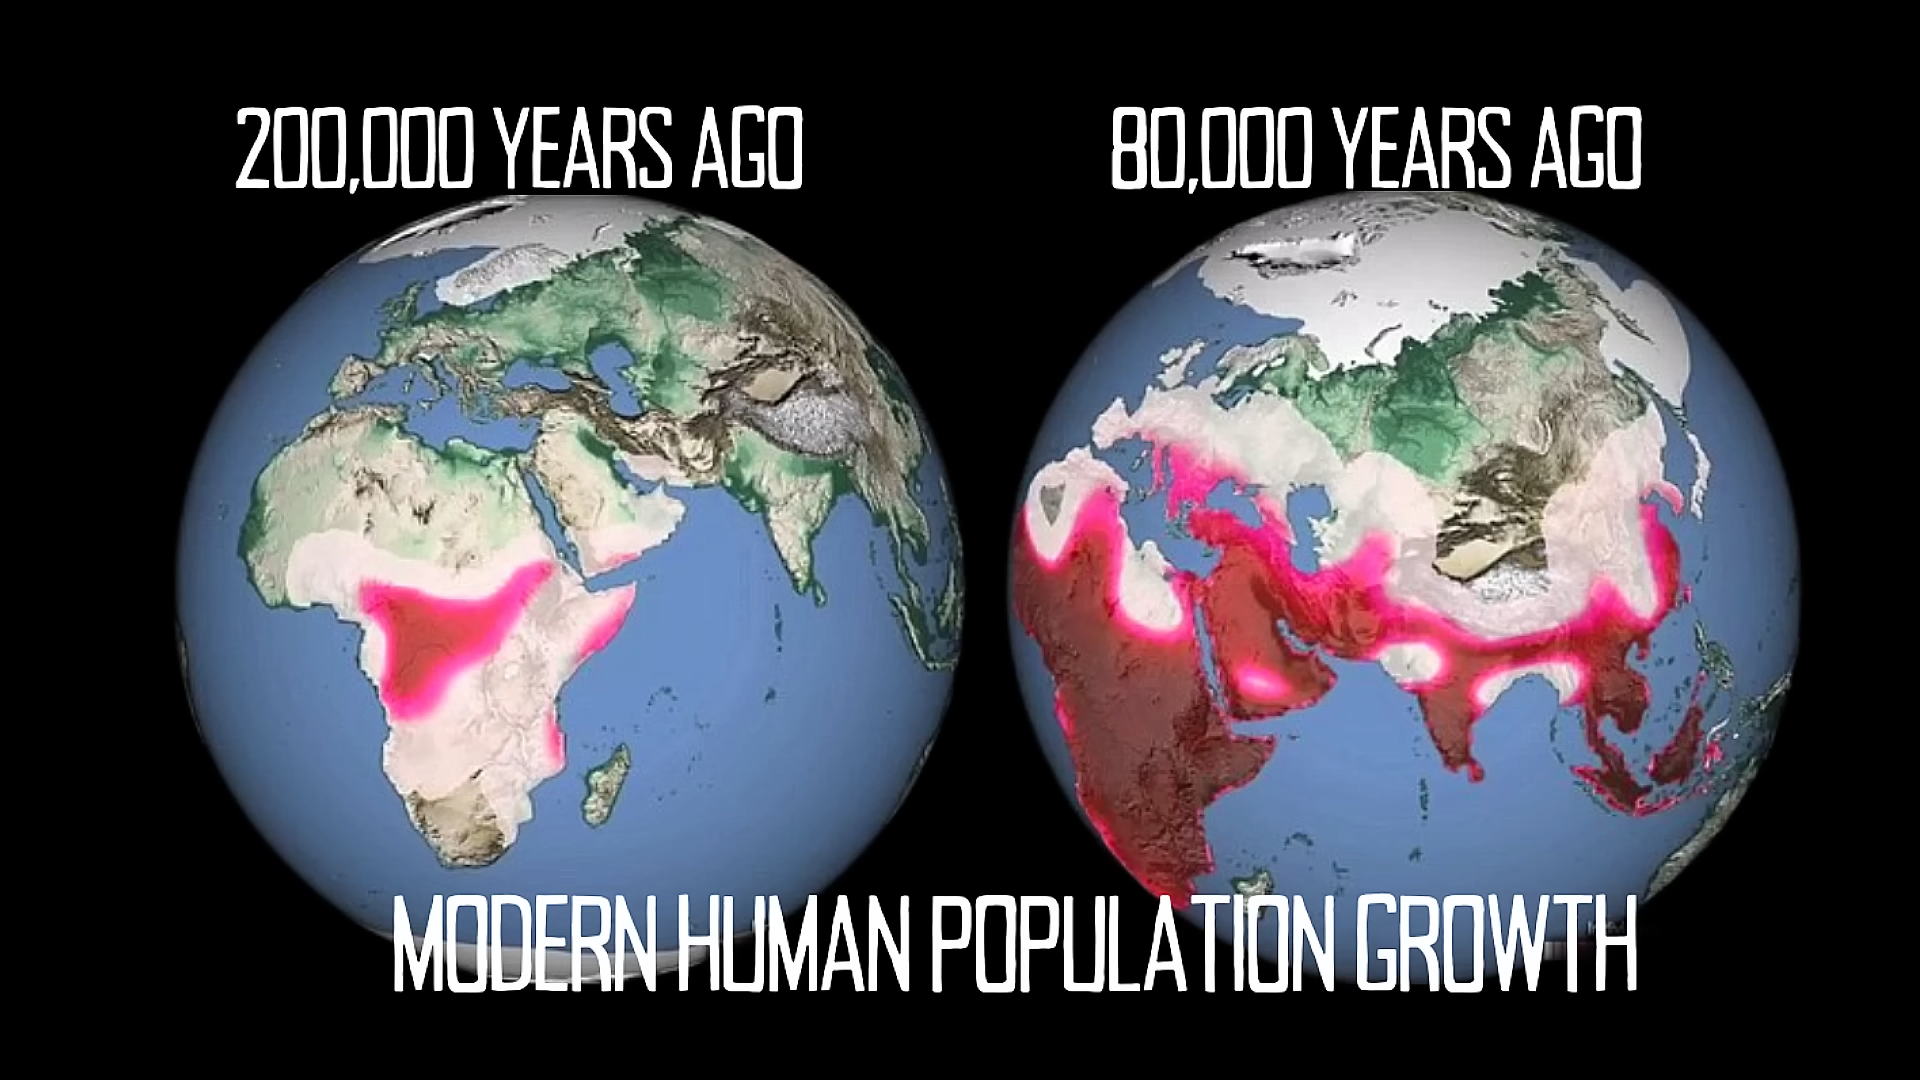 200,000 YEARS AGO
80,000 YEARS AGO
MODERN HUMAN POPULATION GROWTH